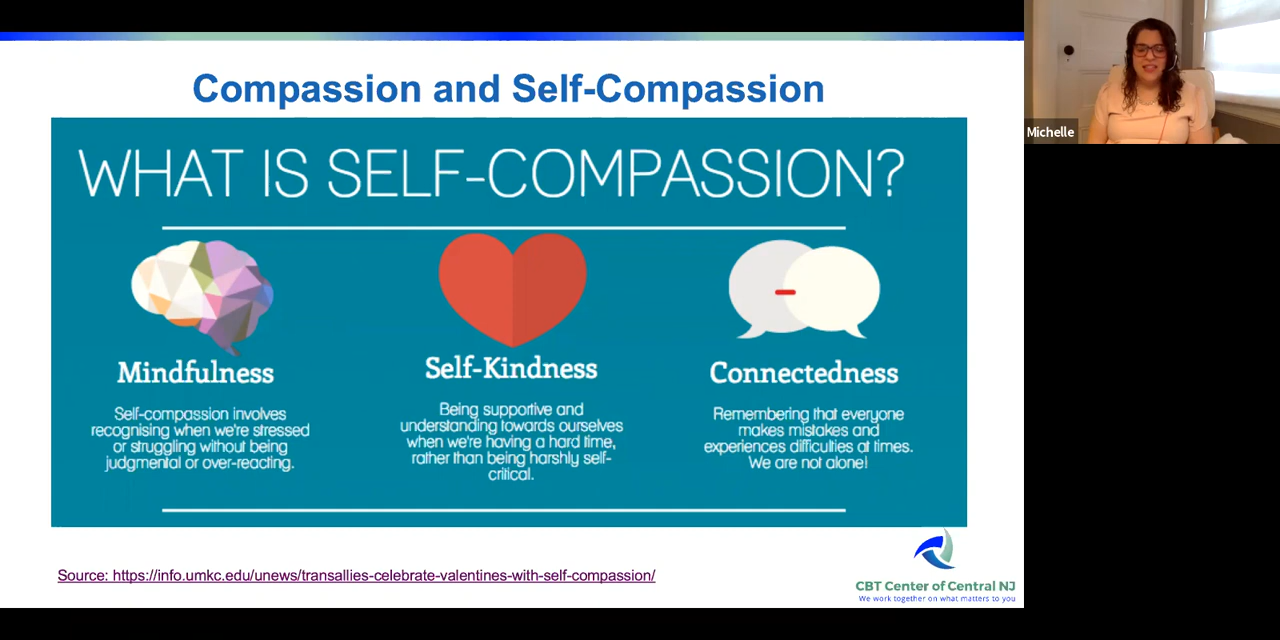 Compassion and Self-Compassion
WHAT IS SELF-COMPASSION?
Mindfulness
Self-compassion involves
recognising when we're stressed
or struggling without being
judgmental or over-reacting.
Self-Kindness
Being supportive and
understanding towards ourselves
when we're having a hard time,
rather than being harshly self-
critical.
Connectedness
Remembering that everyone
makes mistakes and
experiences difficulties at times.
We are not alone!
Source: https://info.umkc.edu/unews/transallies-celebrate-valentines-with-self-compassion/
CBT Center of Central NJ
We work together on what matters to you
Michelle